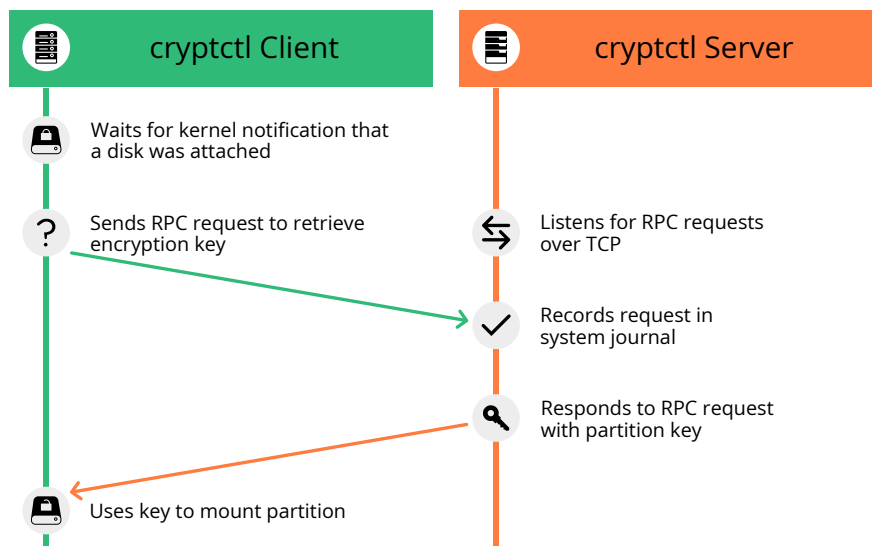 cryptctl Client
cryptctl Server
Waits for kernel notification that
a disk was attached
Sends RPC request to retrieve
encryption key
Listens for RPC requests
over TCP
Records request in
system journal
Responds to RPC request
with partition key
Uses key to mount partition